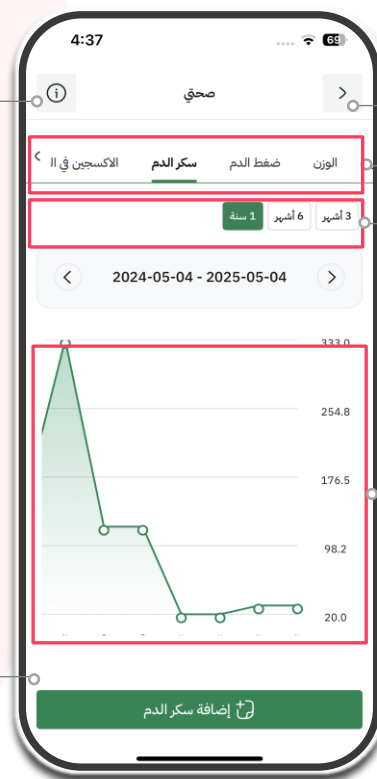 4:37
69
صحتي
الوزن
ضغط الدم
سكر الدم
الاكسجين في ال
3 أشهر
6 أشهر
1 سنة
2024-05-04 - 2025-05-04
333.0
254.8
176.5
98.2
20.0
إضافة سكر الدم